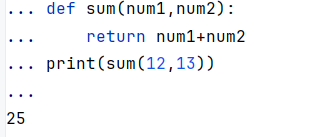 ... def sum(num1,num2):
...     return num1+num2
... print(sum(12,13))
...
25